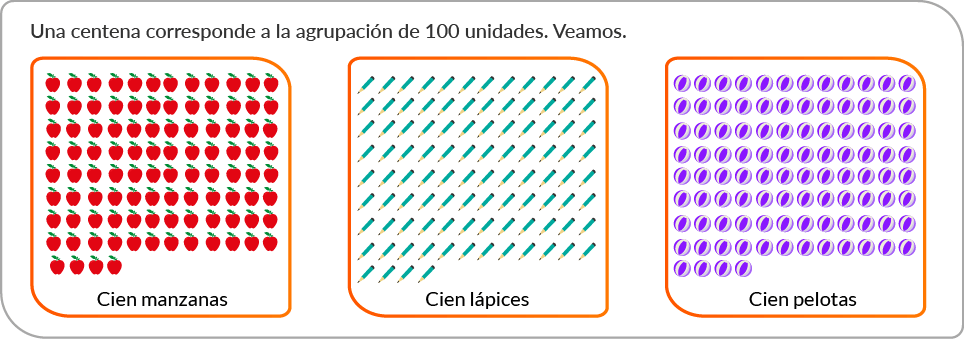 Una centena corresponde a la agrupación de 100 unidades. Veamos.
Cien manzanas
Cien lápices
Cien pelotas